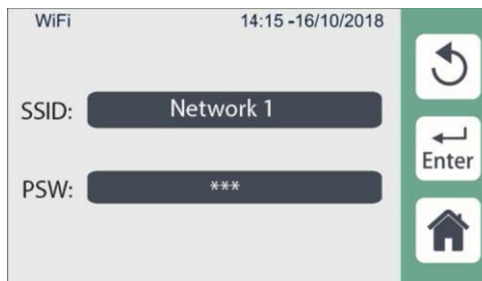 WiFi 14:15 -16/10/2018
SSID: Network 1
Enter
PSW: ***